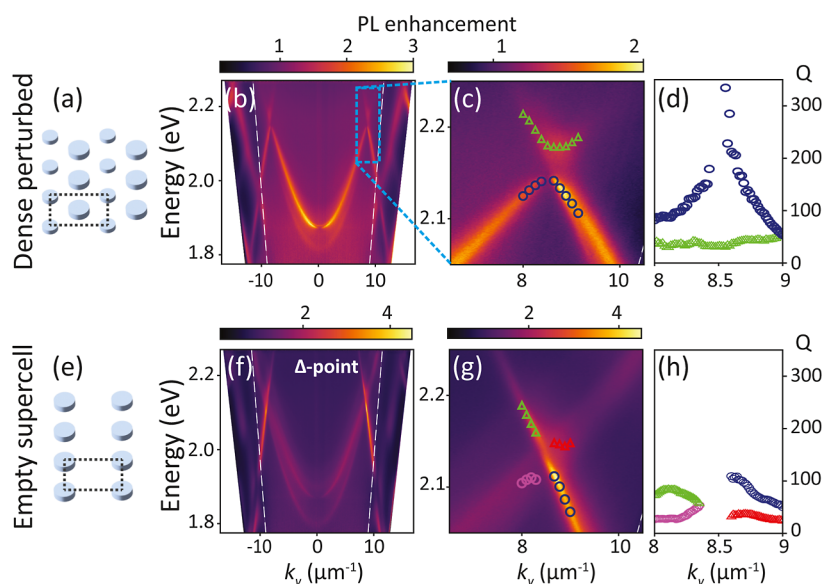 PL enhancement
1 2 3
1 2
Dense perturbed
(a)
(b)
(c)
(d)
Q
Energy (eV)
2.2
2.0
1.8
-10 0 10
2.2
2.1
8 10
300
200
100
0
8 8.5 9
2 4
2 4
Empty supercell
(e)
(f)
Δ-point
(g)
(h)
Q
Energy (eV)
2.2
2.0
1.8
-10 0 10
2.2
2.1
8 10
300
200
100
0
8 8.5 9
k_y (μm⁻¹)
k_y (μm⁻¹)
k_y (μm⁻¹)